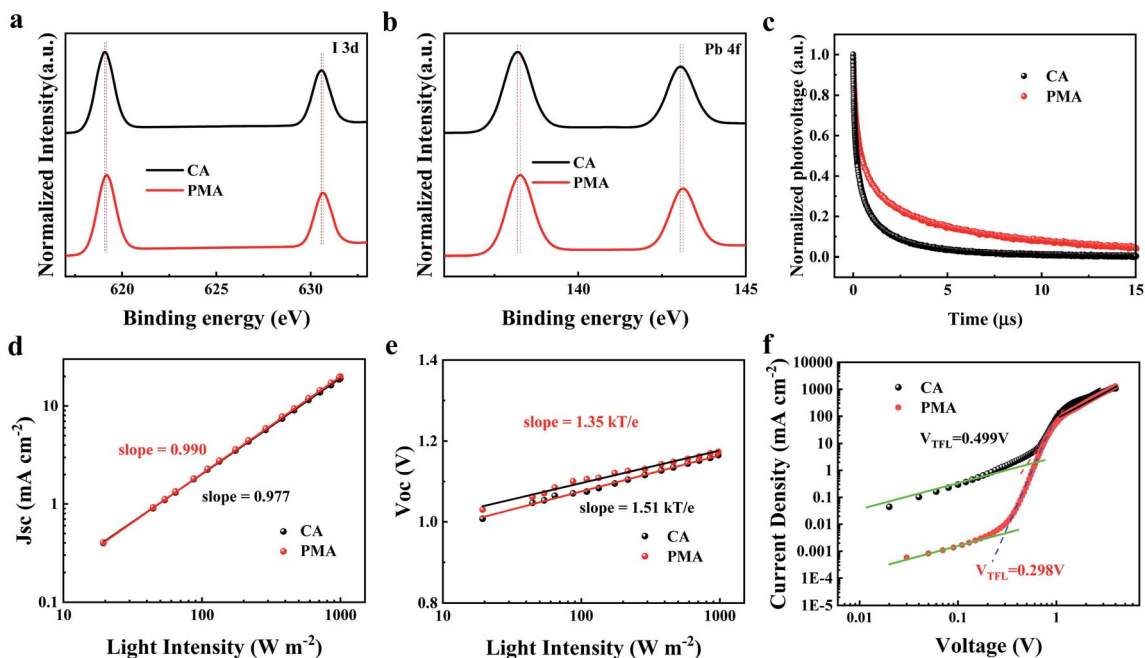 a
I 3d
Normalized Intensity(a.u.)
CA
PMA
620
625
630
Binding energy (eV)
b
Pb 4f
Normalized Intensity (a.u.)
CA
PMA
140
145
Binding energy (eV)
c
Normalized photovoltage (a.u.)
1.0
0.8
0.6
0.4
0.2
0.0
CA
PMA
0
5
10
15
Time (μs)
d
Jsc (mA cm-2)
10
1
0.1
slope = 0.990
slope = 0.977
CA
PMA
10
100
1000
Light Intensity (W m-2)
e
Voc (V)
1.4
1.2
1.0
0.8
slope = 1.35 kT/e
slope = 1.51 kT/e
CA
PMA
10
100
1000
Light Intensity (W m-2)
f
Current Density (mA cm-2)
10000
1000
100
10
1
0.1
0.01
0.001
1E-4
1E-5
CA
PMA
VTFL=0.499V
VTFL=0.298V
0.01
0.1
1
Voltage (V)